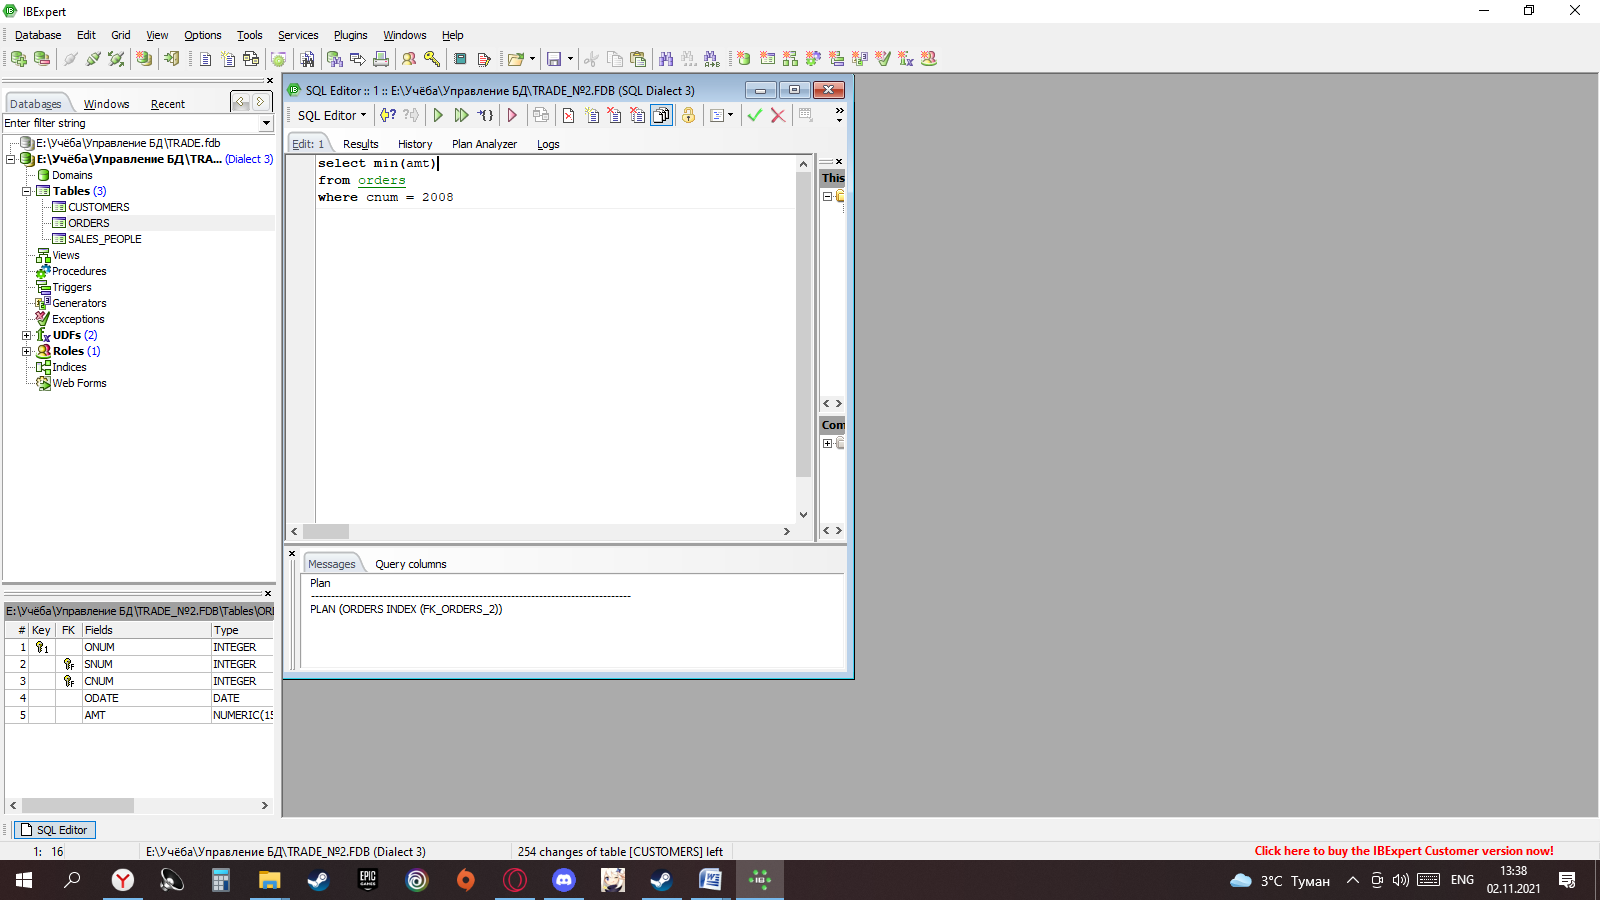 IBExpert
Database Edit Grid View Options Tools Services Plugins Windows Help
Databases Windows Recent
Enter filter string
E:\Учёба\Управление БД\TRADE.fdb
E:\Учёба\Управление БД\TRA... (Dialect 3)
Domains
Tables (3)
CUSTOMERS
ORDERS
SALES_PEOPLE
Views
Procedures
Triggers
Generators
Exceptions
UDFs (2)
Roles (1)
Indices
Web Forms
E:\Учёба\Управление БД\TRADE_№2.FDB\Tables\ORI
# Key FK Fields Type
1 1 ONUM INTEGER
2 F SNUM INTEGER
3 F CNUM INTEGER
4 ODATE DATE
5 AMT NUMERIC(15
SQL Editor :: 1 :: E:\Учёба\Управление БД\TRADE_№2.FDB (SQL Dialect 3)
SQL Editor
Edit: 1 Results History Plan Analyzer Logs
select min(amt)
from orders
where cnum = 2008
This
Com
Messages Query columns
Plan
--------------------------------------------------------------------------------
PLAN (ORDERS INDEX (FK_ORDERS_2))
SQL Editor
1: 16 E:\Учёба\Управление БД\TRADE_№2.FDB (Dialect 3) 254 changes of table [CUSTOMERS] left Click here to buy the IBExpert Customer version now!
3°C Туман ENG 13:38
02.11.2021